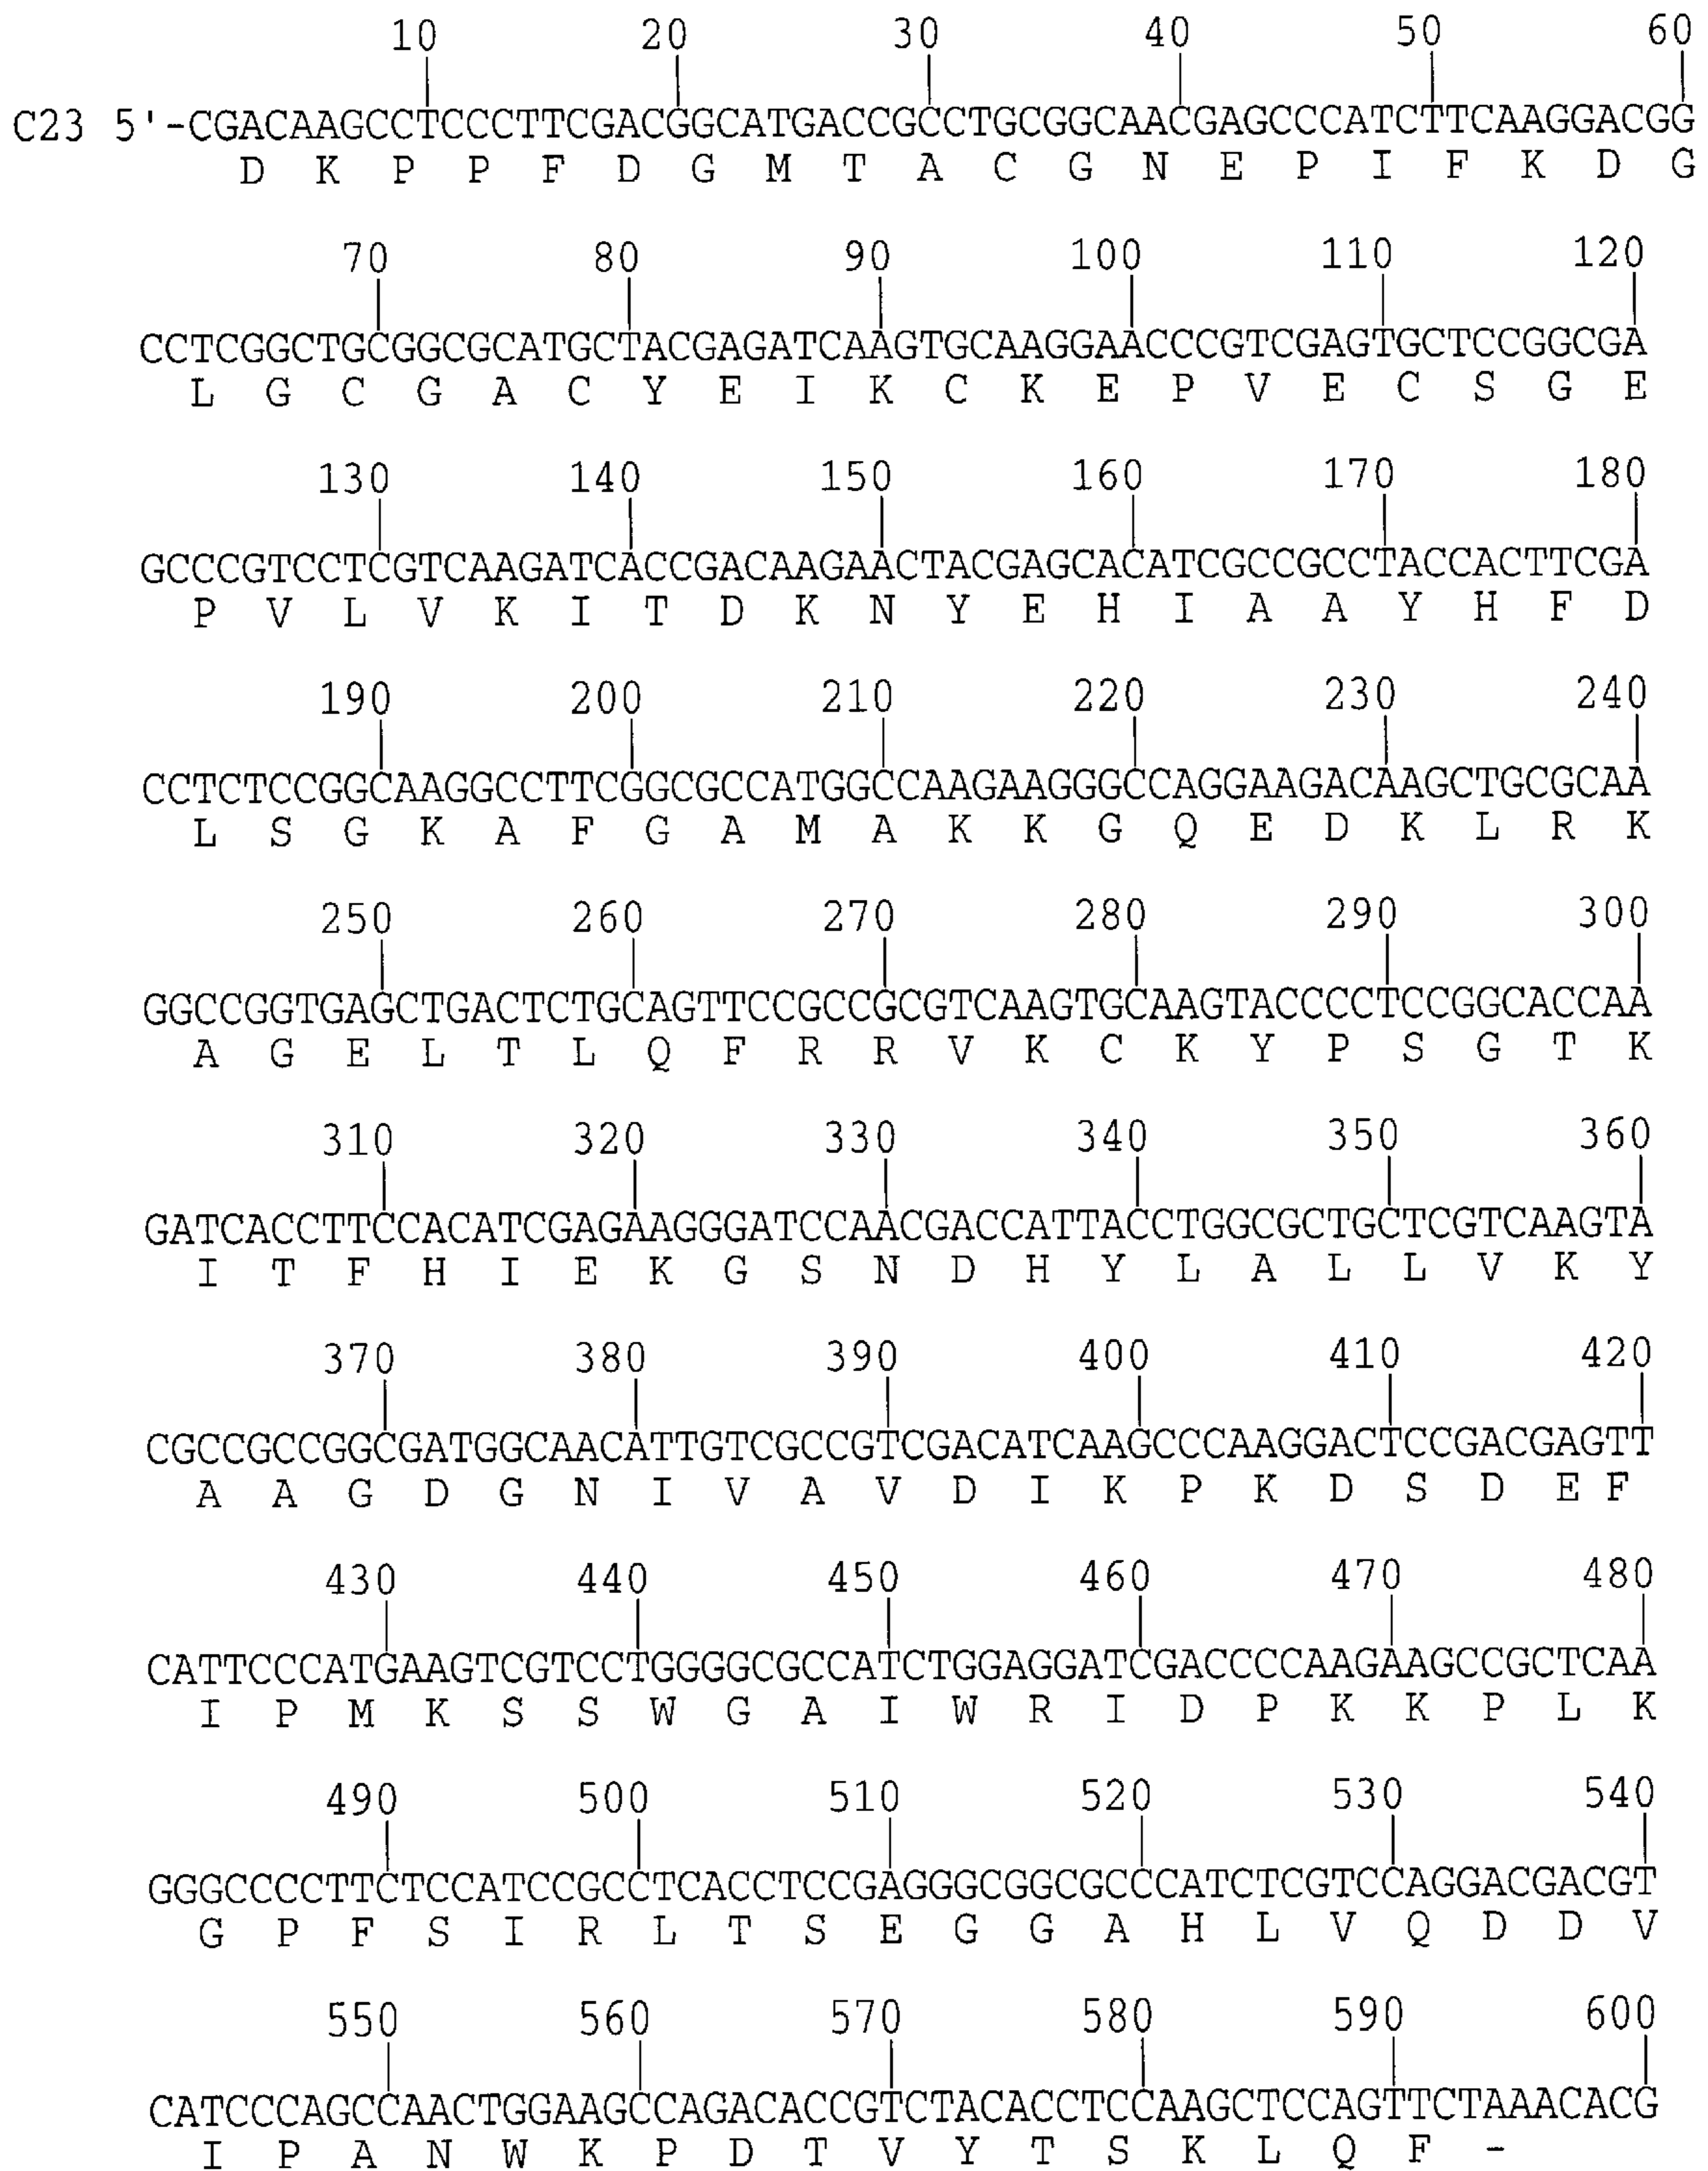 10 20 30 40 50 60
C23 5'-CGACAAGCCTCCCTTCGACGGCATGACCGCCTGCGGCAACGAGCCCATCTTCAAGGACGG
D K P P F D G M T A C G N E P I F K D G
70 80 90 100 110 120
CCTCGGCTGCGGCGCATGCTACGAGATCAAGTGCAAGGAACCCGTCGAGTGCTCCGGCGA
L G C G A C Y E I K C K E P V E C S G E
130 140 150 160 170 180
GCCCGTCCTCGTCAAGATCACCGACAAGAACTACGAGCACATCGCCGCCTACCACTTCGA
P V L V K I T D K N Y E H I A A Y H F D
190 200 210 220 230 240
CCTCTCCGGCAAGGCCTTCGGCGCCATGGCCAAGAAGGGCCAGGAAGACAAGCTGCGCAA
L S G K A F G A M A K K G Q E D K L R K
250 260 270 280 290 300
GGCCGGTGAGCTGACTCTGCAGTTCCGCCGCGTCAAGTGCAAGTACCCCTCCGGCACCAA
A G E L T L Q F R R V K C K Y P S G T K
310 320 330 340 350 360
GATCACCTTCCACATCGAGAAGGGATCCAACGACCATTACCTGGCGCTGCTCGTCAAGTA
I T F H I E K G S N D H Y L A L L V K Y
370 380 390 400 410 420
CGCCGCCGGCGATGGCAACATTGTCGCCGTCGACATCAAGCCCAAGGACTCCGACGAGTT
A A G D G N I V A V D I K P K D S D E F
430 440 450 460 470 480
CATTCCCATGAAGTCGTCCTGGGGCGCCATCTGGAGGATCGACCCCAAGAAGCCGCTCAA
I P M K S S W G A I W R I D P K K P L K
490 500 510 520 530 540
GGGCCCCTTCTCCATCCGCCTCACCTCCGAGGGCGGCGCCCATCTCGTCCAGGACGACGT
G P F S I R L T S E G G A H L V Q D D V
550 560 570 580 590 600
CATCCCAGCCAACTGGAAGCCAGACACCGTCTACACCTCCAAGCTCCAGTTCTAAACACG
I P A N W K P D T V Y T S K L Q F -